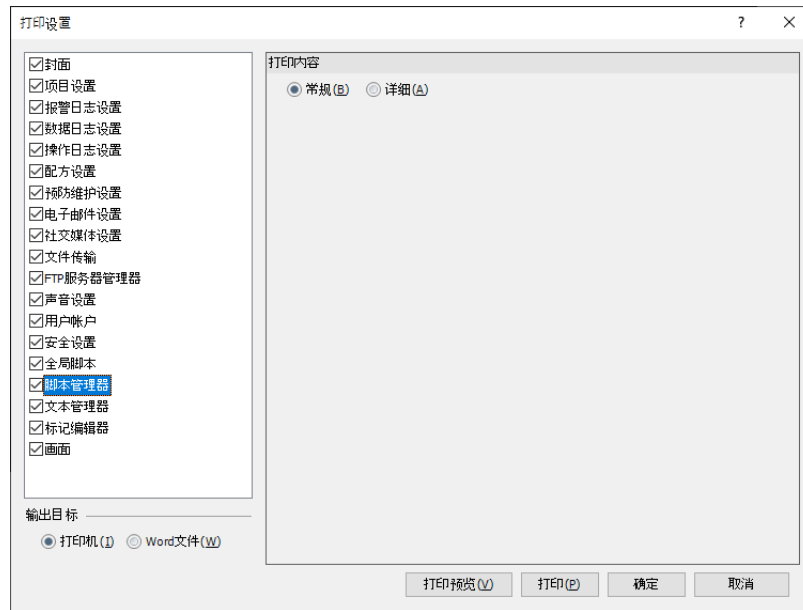 打印设置
?
封面
项目设置
报警日志设置
数据日志设置
操作日志设置
配方设置
预防维护设置
电子邮件设置
社交媒体设置
文件传输
FTP服务器管理器
声音设置
用户帐户
安全设置
全局脚本
脚本管理器
文本管理器
标记编辑器
画面
输出目标
打印机(I) Word文件(W)
打印内容
常规(B) 详细(A)
打印预览(V) 打印(P) 确定 取消